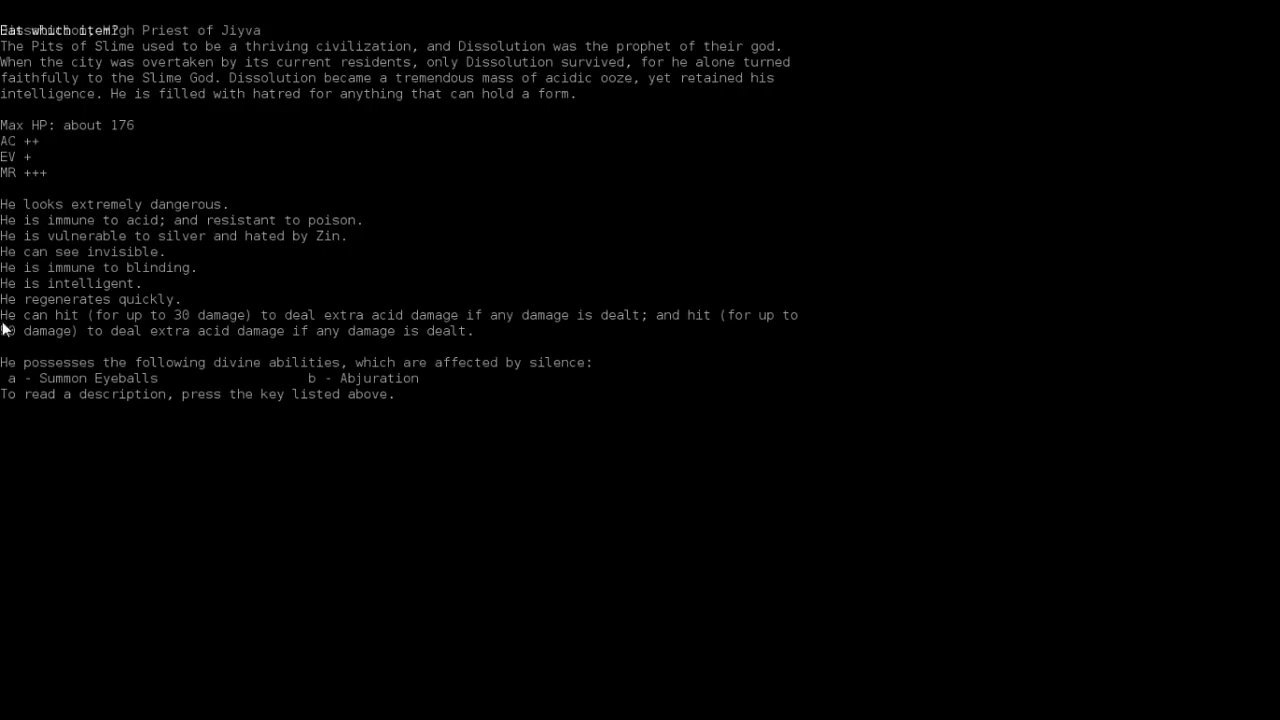 Eat which item? High Priest of Jiyva
The Pits of Slime used to be a thriving civilization, and Dissolution was the prophet of their god.
When the city was overtaken by its current residents, only Dissolution survived, for he alone turned
faithfully to the Slime God. Dissolution became a tremendous mass of acidic ooze, yet retained his
intelligence. He is filled with hatred for anything that can hold a form.
Max HP: about 176
AC ++
EV +
MR +++
He looks extremely dangerous.
He is immune to acid; and resistant to poison.
He is vulnerable to silver and hated by Zin.
He can see invisible.
He is immune to blinding.
He is intelligent.
He regenerates quickly.
He can hit (for up to 30 damage) to deal extra acid damage if any damage is dealt; and hit (for up to
damage) to deal extra acid damage if any damage is dealt.
He possesses the following divine abilities, which are affected by silence:
a - Summon Eyeballs b - Abjuration
To read a description, press the key listed above.